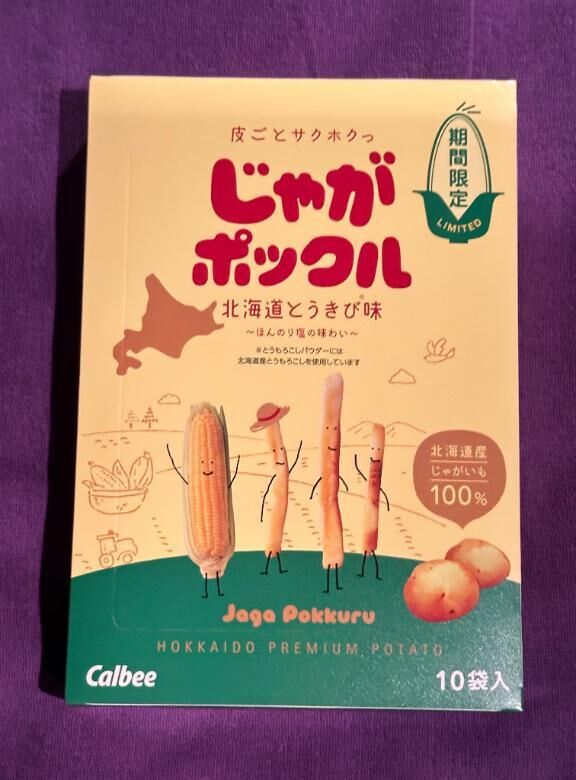 皮ごとサクホクっ
期間限定
LIMITED
じゃが
ポックル
北海道とうきび※味
～ほんのり塩の味わい～
※とうもろこしパウダーには
北海道産とうもろこしを使用しています
北海道産
じゃがいも
100%
Jaga Pokkuru
HOKKAIDO PREMIUM POTATO
Calbee
10袋入